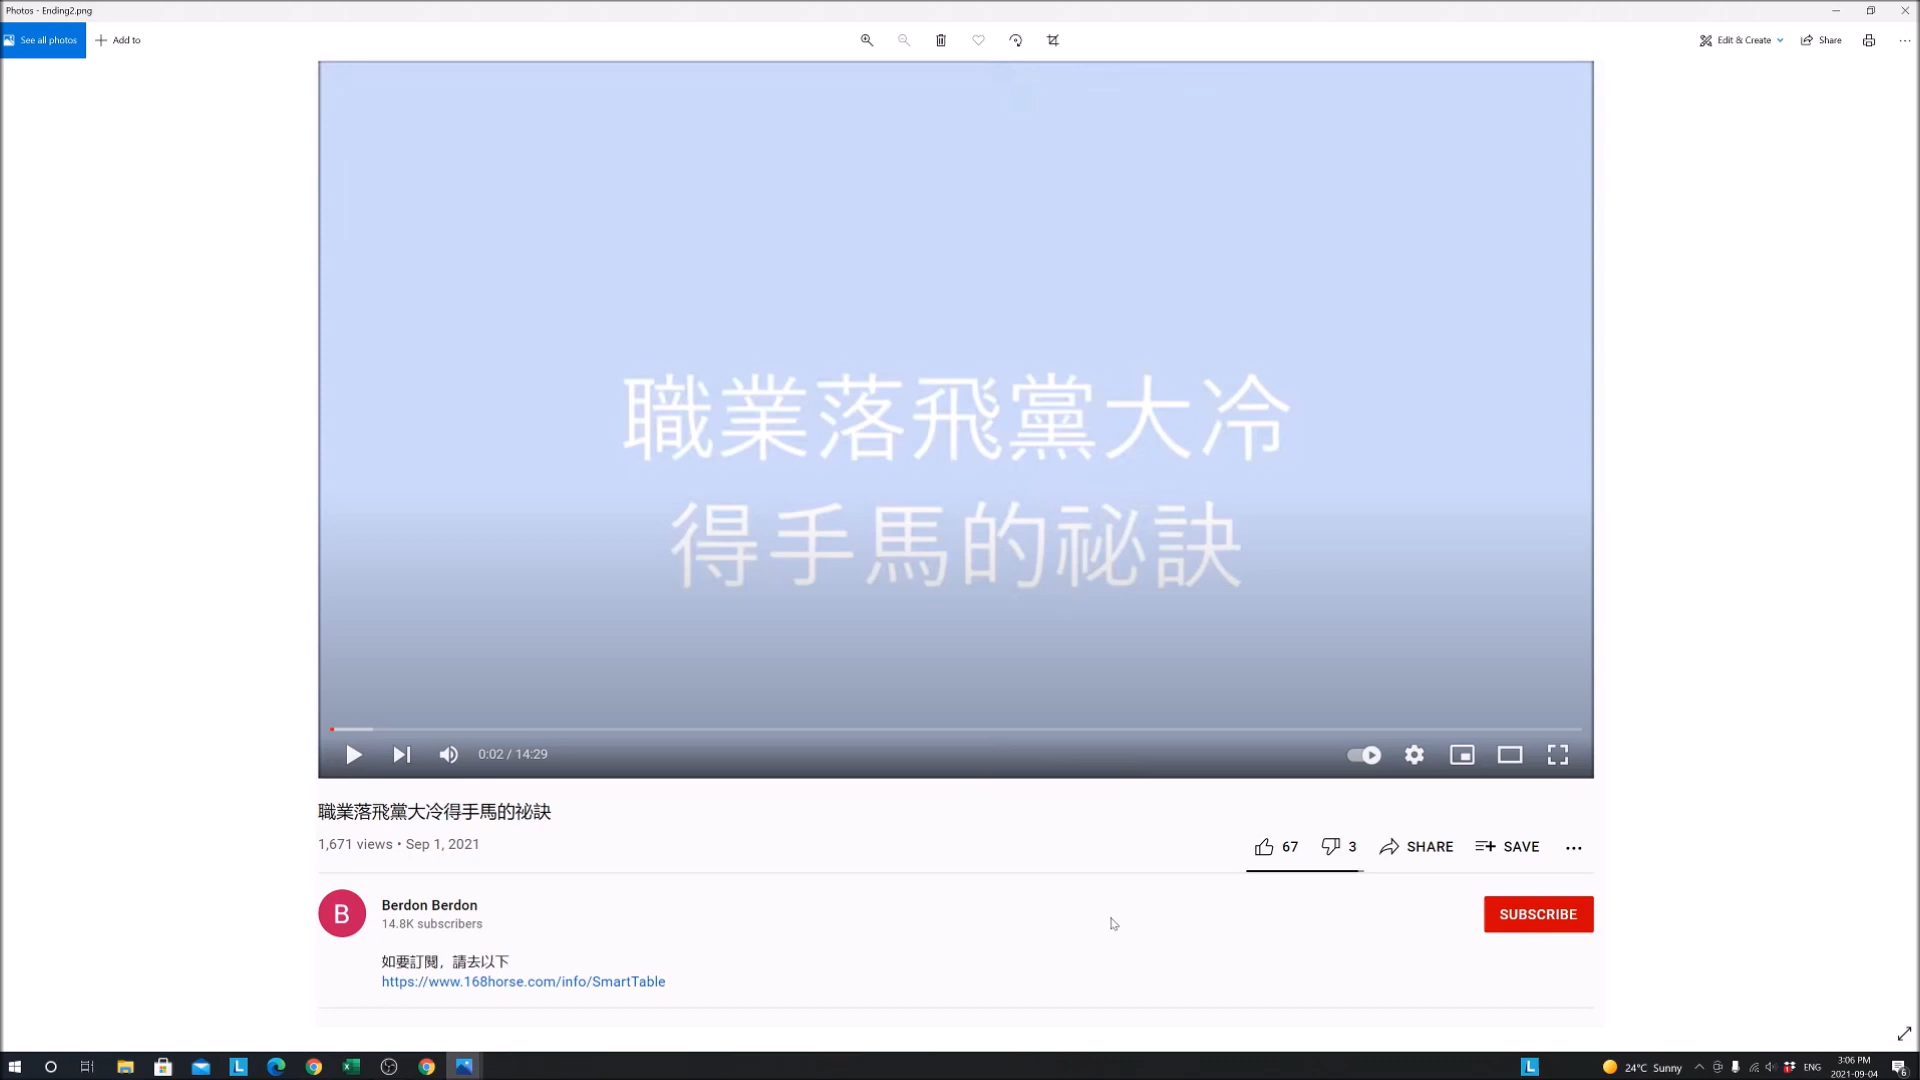 Photos - Ending2.png
See all photos
Add to
Edit & Create
Share
職業落飛黨大冷
得手馬的祕訣
0:02 / 14:29
職業落飛黨大冷得手馬的祕訣
1,671 views • Sep 1, 2021
67
3
SHARE
SAVE
B
Berdon Berdon
14.8K subscribers
SUBSCRIBE
如要訂閱，請去以下
https://www.168horse.com/info/SmartTable
L
L
24°C Sunny
ENG
3:06 PM
2021-09-04
6